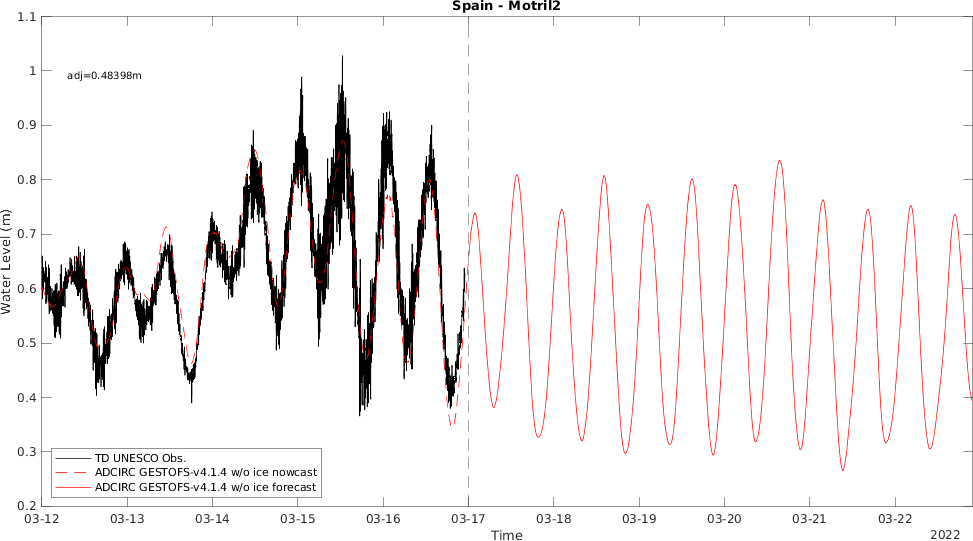 Spain - Motril2
1.1
1
0.9
0.8
0.7
0.6
0.5
0.4
0.3
0.2
Water Level (m)
adj=0.48398m
TD UNESCO Obs.
ADCIRC GESTOFS-v4.1.4 w/o ice nowcast
ADCIRC GESTOFS-v4.1.4 w/o ice forecast
03-12 03-13 03-14 03-15 03-16 03-17 03-18 03-19 03-20 03-21 03-22
Time
2022